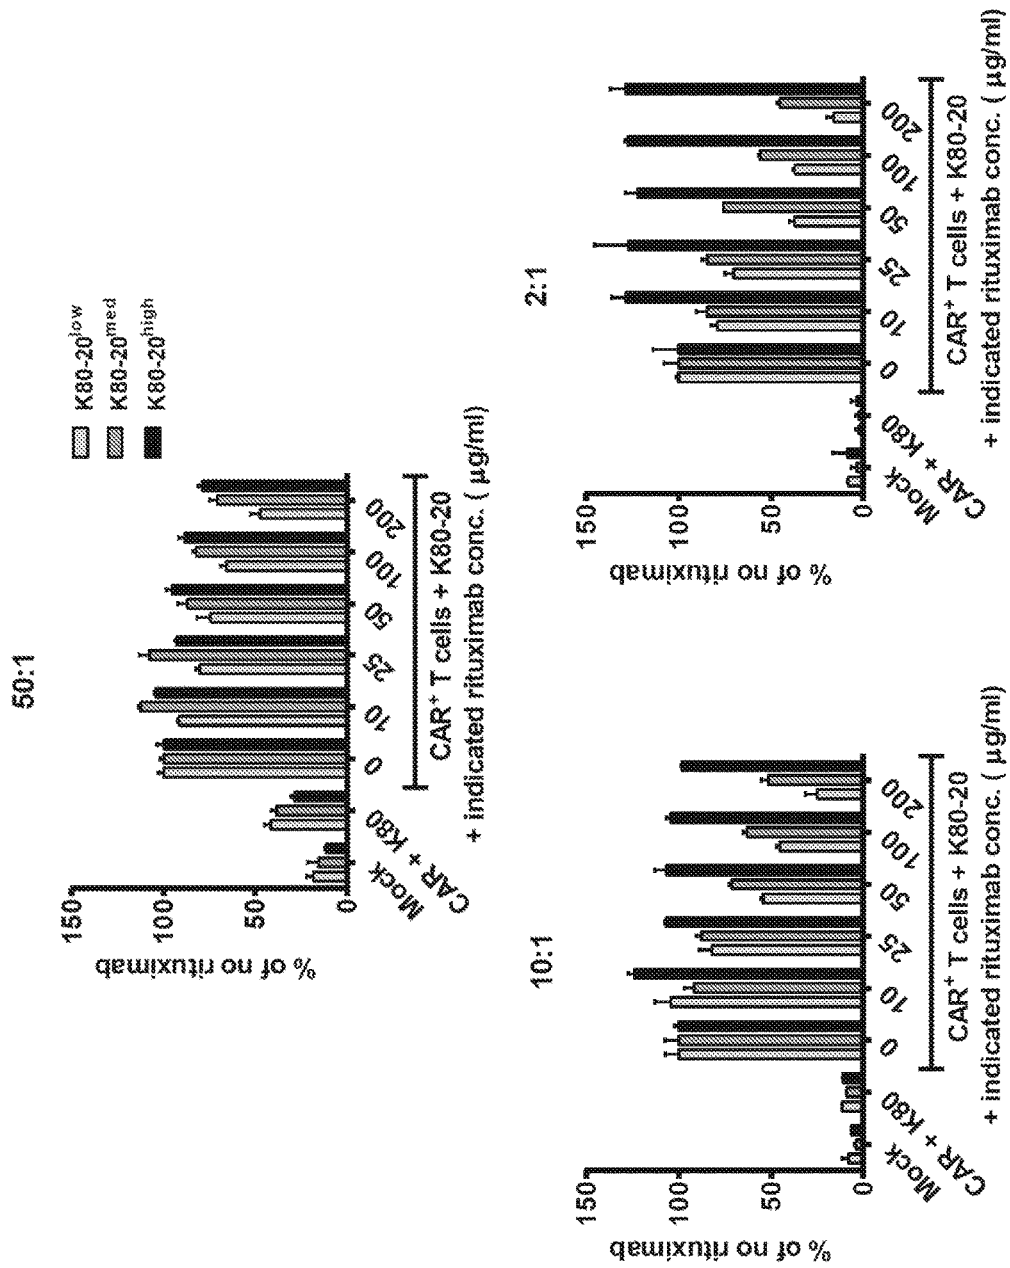 50:1
K80-20low
K80-20med
K80-20high
% of no rituximab
150
100
50
0
Mock
CAR + K80
0
10
25
50
100
200
CAR+ T cells + K80-20
+ indicated rituximab conc. ( µg/ml)
10:1
% of no rituximab
150
100
50
0
Mock
CAR + K80
0
10
25
50
100
200
CAR+ T cells + K80-20
+ indicated rituximab conc. ( µg/ml)
2:1
% of no rituximab
150
100
50
0
Mock
CAR + K80
0
10
25
50
100
200
CAR+ T cells + K80-20
+ indicated rituximab conc. ( µg/ml)